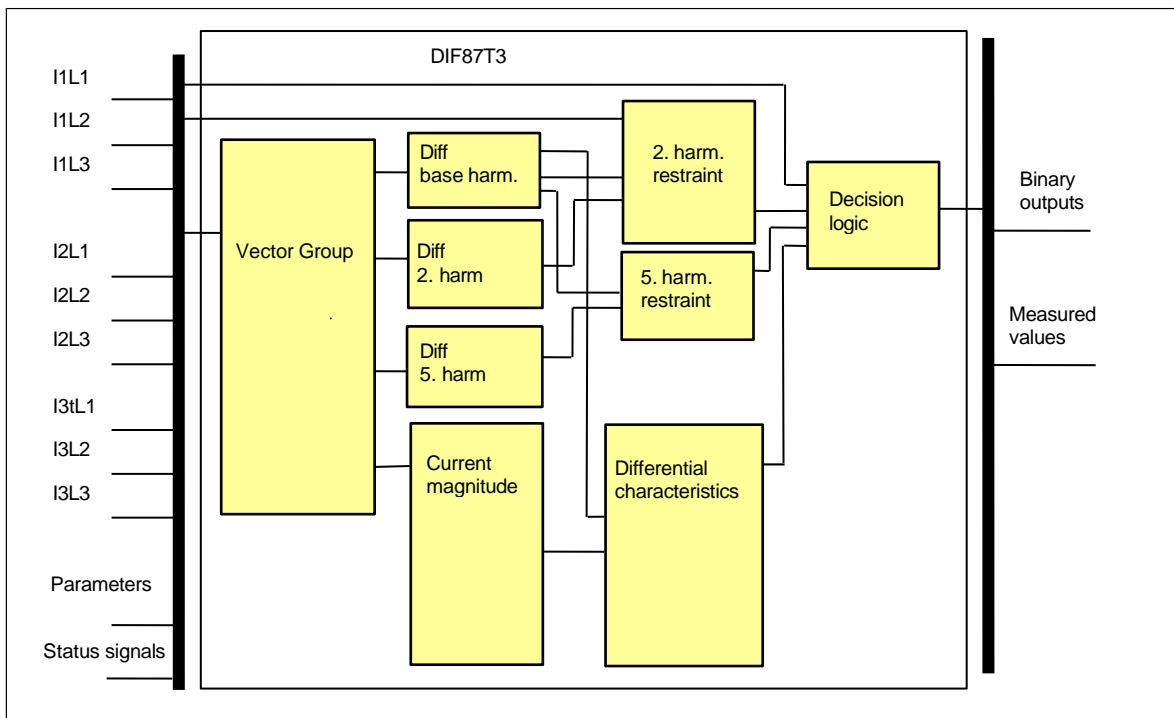 DIF87T3
I1L1
I1L2
I1L3
I2L1
I2L2
I2L3
I3tL1
I3L2
I3L3
Parameters
Status signals
Vector Group
Diff
base harm.
Diff
2. harm
Diff
5. harm
Current
magnitude
2. harm.
restraint
5. harm.
restraint
Differential
characteristics
Decision
logic
Binary
outputs
Measured
values